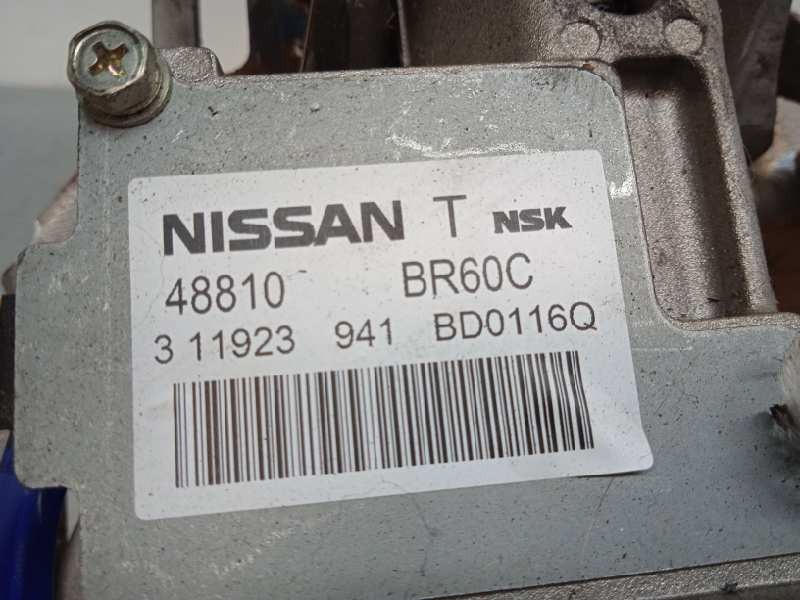 NISSAN T NSK
48810 BR60C
3 11923 941 BD0116Q